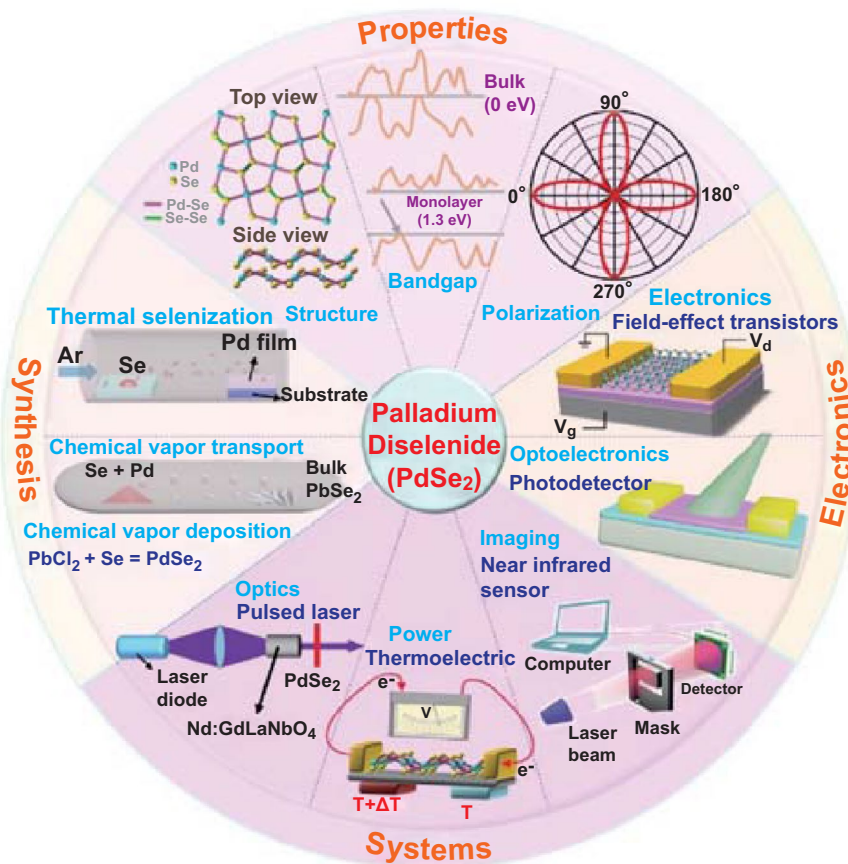 Properties
Top view
Pd
Se
Pd-Se
Se-Se
Side view
Structure
Bulk
(0 eV)
Monolayer
(1.3 eV)
Bandgap
90°
0°
180°
270°
Polarization
Electronics
Electronics
Field-effect transistors
Vd
Vg
Optoelectronics
Photodetector
Synthesis
Thermal selenization
Ar
Se
Pd film
Substrate
Chemical vapor transport
Se + Pd
Bulk
PbSe₂
Chemical vapor deposition
PbCl₂ + Se = PdSe₂
Palladium
Diselenide
(PdSe₂)
Optics
Pulsed laser
Laser
diode
PdSe₂
Nd:GdLaNbO₄
Power
Thermoelectric
e-
V
e-
T+ΔT
T
Imaging
Near infrared
sensor
Computer
Detector
Mask
Laser
beam
Systems